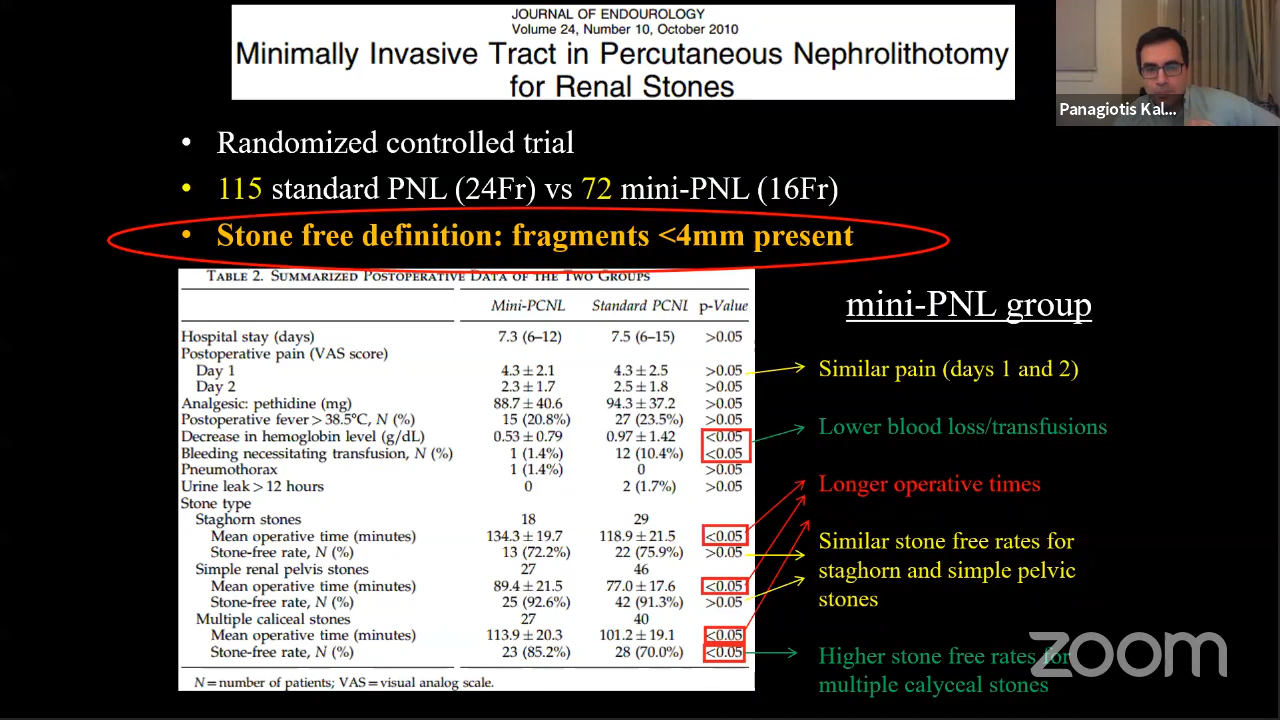 JOURNAL OF ENDOUROLOGY
Volume 24, Number 10, October 2010
Minimally Invasive Tract in Percutaneous Nephrolithotomy
for Renal Stones
Panagiotis Kal...
• Randomized controlled trial
• 115 standard PNL (24Fr) vs 72 mini-PNL (16Fr)
• Stone free definition: fragments <4mm present
TABLE 2. SUMMARIZED POSTOPERATIVE DATA OF THE TWO GROUPS
Mini-PCNL Standard PCNL p-Value
Hospital stay (days) 7.3 (6–12) 7.5 (6–15) >0.05
Postoperative pain (VAS score)
Day 1 4.3 ± 2.1 4.3 ± 2.5 >0.05
Day 2 2.3 ± 1.7 2.5 ± 1.8 >0.05
Analgesic: pethidine (mg) 88.7 ± 40.6 94.3 ± 37.2 >0.05
Postoperative fever > 38.5°C, N (%) 15 (20.8%) 27 (23.5%) >0.05
Decrease in hemoglobin level (g/dL) 0.53 ± 0.79 0.97 ± 1.42 <0.05
Bleeding necessitating transfusion, N (%) 1 (1.4%) 12 (10.4%) <0.05
Pneumothorax 1 (1.4%) 0 >0.05
Urine leak > 12 hours 0 2 (1.7%) >0.05
Stone type
Staghorn stones 18 29
Mean operative time (minutes) 134.3 ± 19.7 118.9 ± 21.5 <0.05
Stone-free rate, N (%) 13 (72.2%) 22 (75.9%) >0.05
Simple renal pelvis stones 27 46
Mean operative time (minutes) 89.4 ± 21.5 77.0 ± 17.6 <0.05
Stone-free rate, N (%) 25 (92.6%) 42 (91.3%) >0.05
Multiple caliceal stones 27 40
Mean operative time (minutes) 113.9 ± 20.3 101.2 ± 19.1 <0.05
Stone-free rate, N (%) 23 (85.2%) 28 (70.0%) <0.05
N = number of patients; VAS = visual analog scale.
mini-PNL group
Similar pain (days 1 and 2)
Lower blood loss/transfusions
Longer operative times
Similar stone free rates for
staghorn and simple pelvic
stones
Higher stone free rates for
multiple calyceal stones
zoom